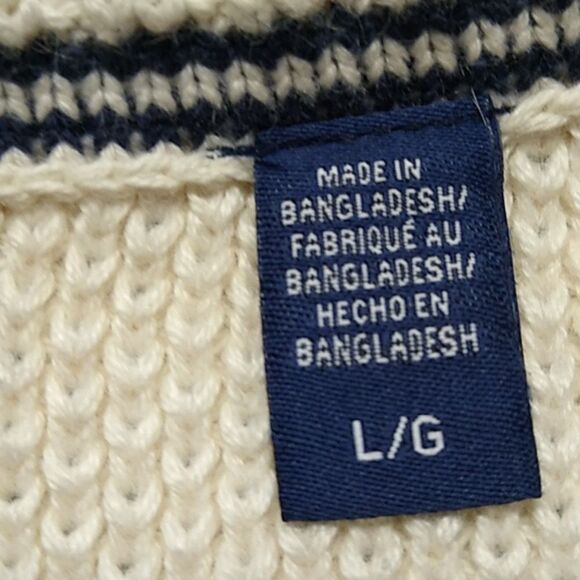 MADE IN
BANGLADESH/
FABRIQUÉ AU
BANGLADESH/
HECHO EN
BANGLADESH
L/G